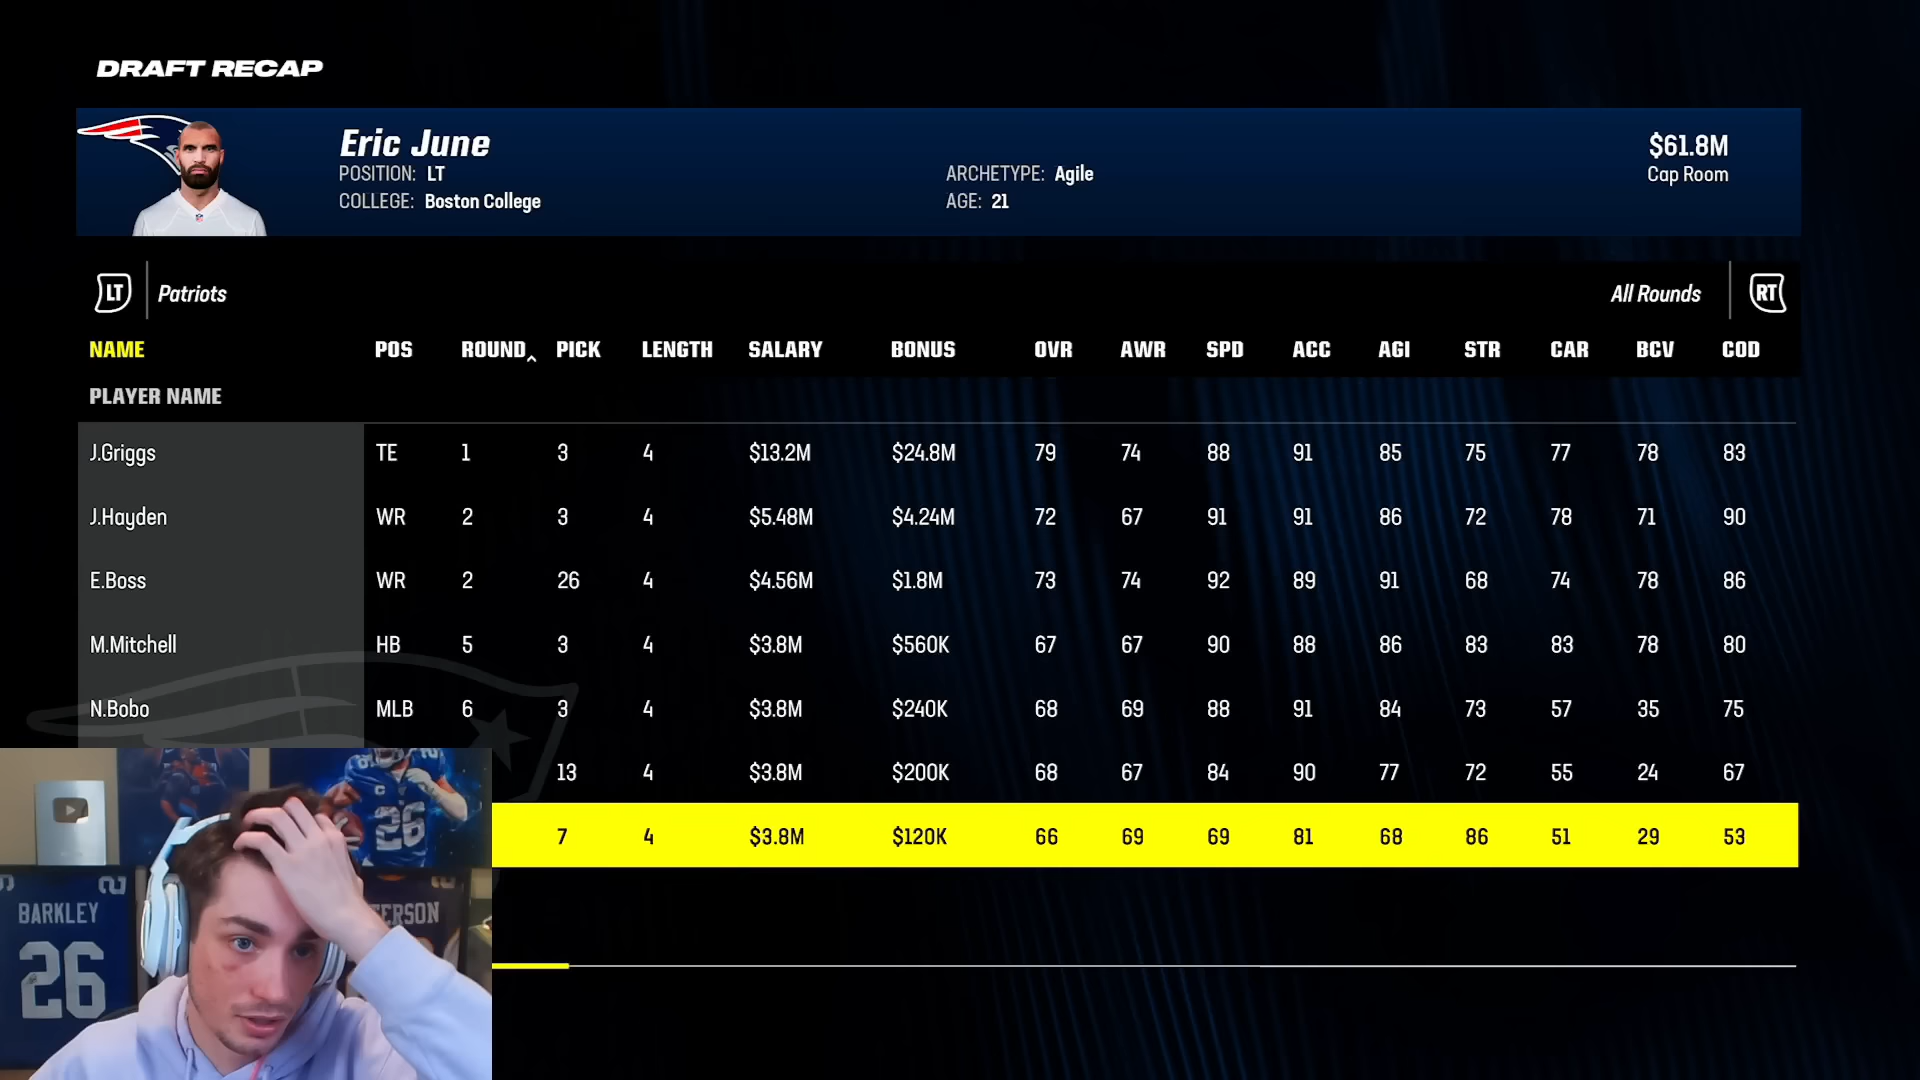 DRAFT RECAP
Eric June
POSITION: LT
COLLEGE: Boston College
ARCHETYPE: Agile
AGE: 21
$61.8M
Cap Room
LT Patriots
All Rounds RT
NAME POS ROUND PICK LENGTH SALARY BONUS OVR AWR SPD ACC AGI STR CAR BCV COD
PLAYER NAME
J.Griggs TE 1 3 4 $13.2M $24.8M 79 74 88 91 85 75 77 78 83
J.Hayden WR 2 3 4 $5.48M $4.24M 72 67 91 91 86 72 78 71 90
E.Boss WR 2 26 4 $4.56M $1.8M 73 74 92 89 91 68 74 78 86
M.Mitchell HB 5 3 4 $3.8M $560K 67 67 90 88 86 83 83 78 80
N.Bobo MLB 6 3 4 $3.8M $240K 68 69 88 91 84 73 57 35 75
13 4 $3.8M $200K 68 67 84 90 77 72 55 24 67
7 4 $3.8M $120K 66 69 69 81 68 86 51 29 53
26
BARKLEY
26